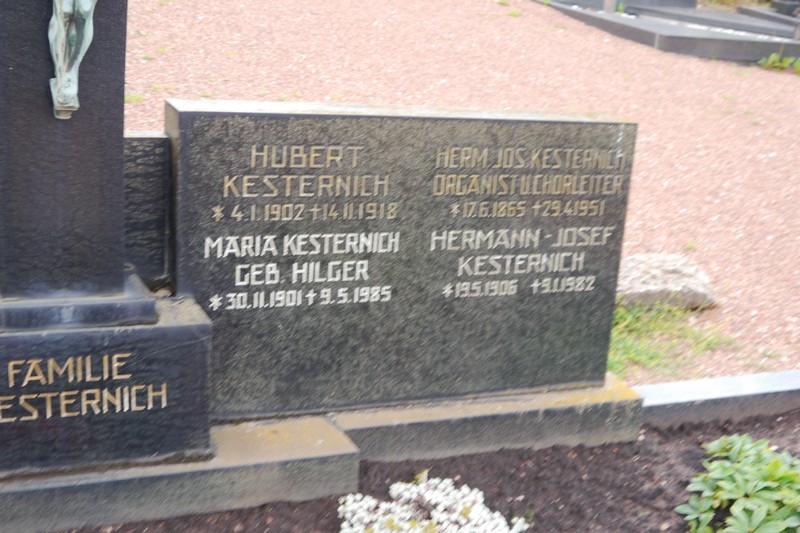 HUBERT
KESTERNICH
* 4.1.1902 + 14.11.1918
MARIA KESTERNICH
GEB. HILGER
* 30.11.1901 + 9.5.1985
HERM. JOS. KESTERNICH
ORGANIST U. CHORLEITER
* 17.6.1865 + 29.4.1951
HERMANN-JOSEF
KESTERNICH
* 19.5.1906 + 9.1.1982
FAMILIE
ESTERNICH